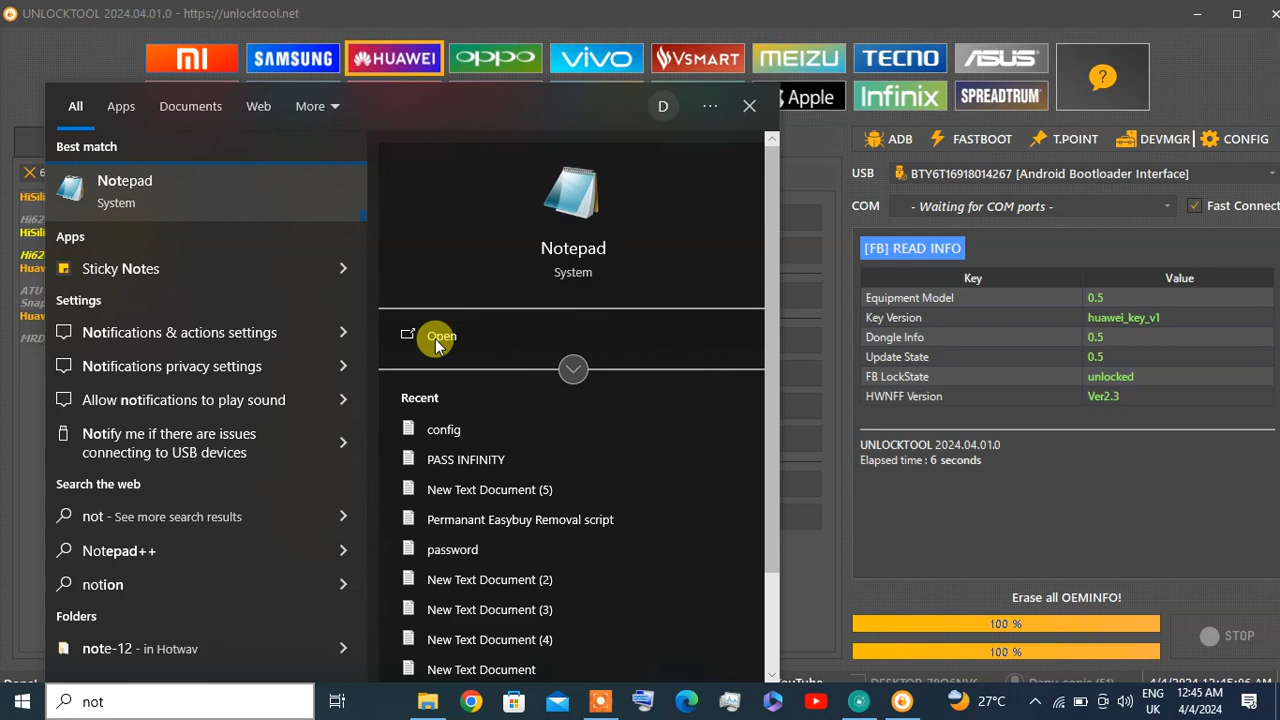 UNLOCKTOOL 2024.04.01.0 - https://unlocktool.net
mi SAMSUNG HUAWEI oppo vivo VSMART MEIZU TECNO ASUS ?
Apple Infinix SPREADTRUM
All Apps Documents Web More D ...
Best match
Notepad
System
Apps
Sticky Notes
Settings
Notifications & actions settings
Notifications privacy settings
Allow notifications to play sound
Notify me if there are issues
connecting to USB devices
Search the web
not - See more search results
Notepad++
notion
Folders
note-12 - in Hotwav
Notepad
System
Open
Recent
config
PASS INFINITY
New Text Document (5)
Permanant Easybuy Removal script
password
New Text Document (2)
New Text Document (3)
New Text Document (4)
New Text Document
ADB FASTBOOT T.POINT DEVMGR CONFIG
USB BTY6T16918014267 [Android Bootloader Interface]
COM - Waiting for COM ports - Fast Connect
[FB] READ INFO
Key Value
Equipment Model 0.5
Key Version huawei_key_v1
Dongle Info 0.5
Update State 0.5
FB LockState unlocked
HWNFF Version Ver2.3
UNLOCKTOOL 2024.04.01.0
Elapsed time : 6 seconds
Erase all OEMINFO!
100 %
100 % STOP
not
27°C ENG 12:45 AM
UK 4/4/2024